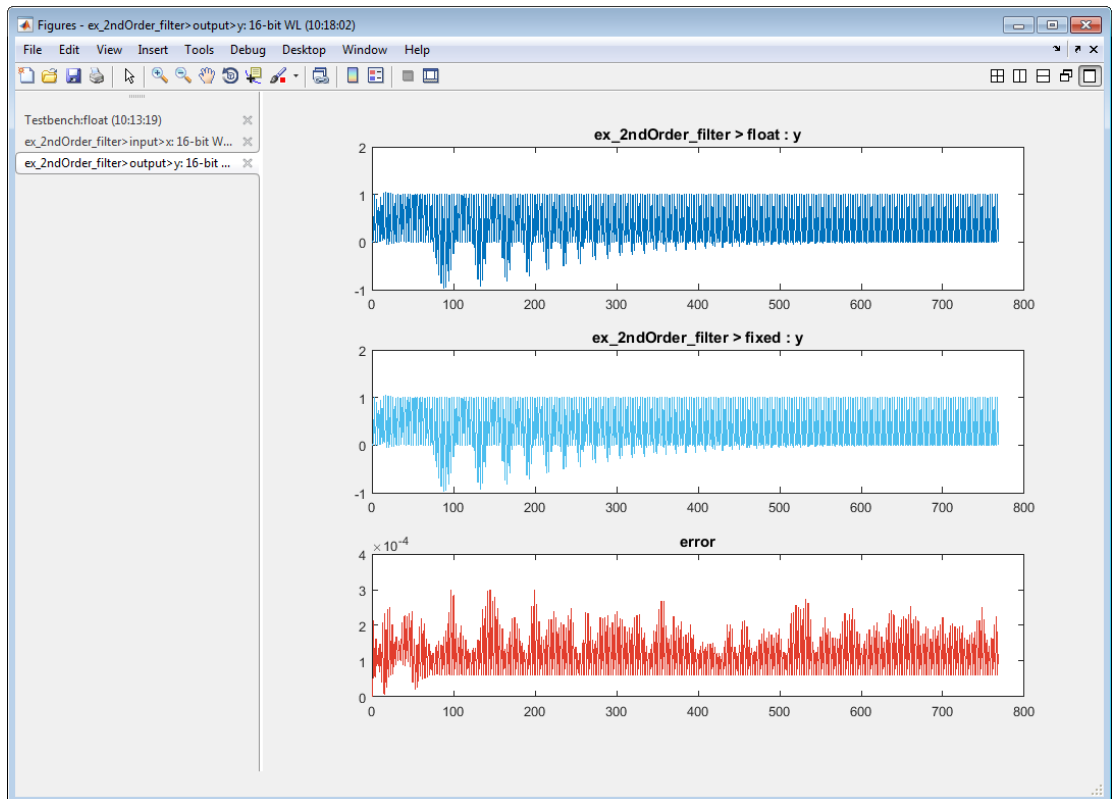 Figures - ex_2ndOrder_filter>output>y: 16-bit WL (10:18:02)
File Edit View Insert Tools Debug Desktop Window Help
Testbench:float (10:13:19)
ex_2ndOrder_filter>input>x: 16-bit W...
ex_2ndOrder_filter>output>y: 16-bit ...
ex_2ndOrder_filter > float : y
2
1
0
-1
0 100 200 300 400 500 600 700 800
ex_2ndOrder_filter > fixed : y
2
1
0
-1
0 100 200 300 400 500 600 700 800
error
×10⁻⁴
4
3
2
1
0
0 100 200 300 400 500 600 700 800